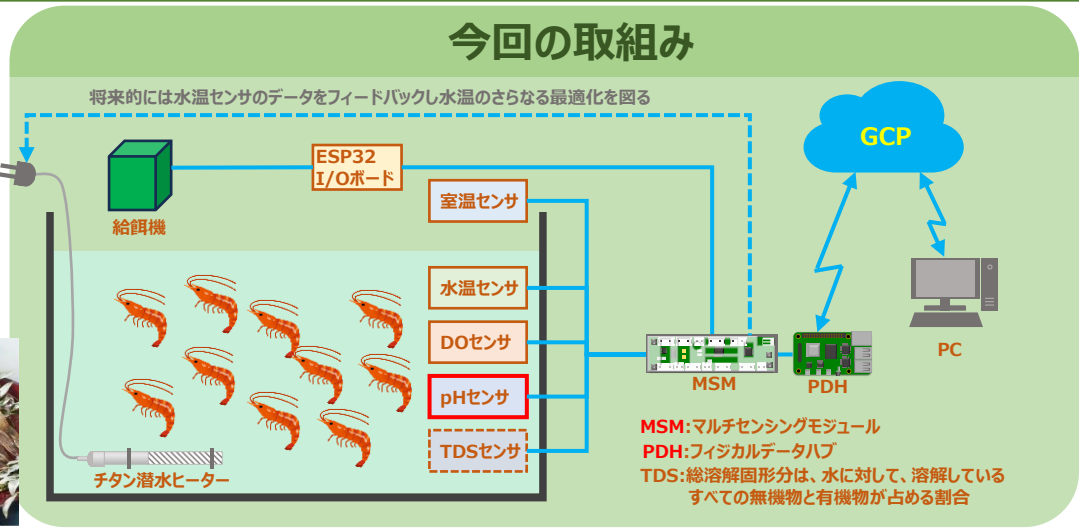 今回の取組み
将来的には水温センサのデータをフィードバックし水温のさらなる最適化を図る
GCP
ESP32
I/Oボード
室温センサ
給餌機
水温センサ
DOセンサ
pHセンサ
TDSセンサ
チタン潜水ヒーター
MSM
PDH
PC
MSM:マルチセンシングモジュール
PDH:フィジカルデータハブ
TDS:総溶解固形分は、水に対して、溶解している
すべての無機物と有機物が占める割合